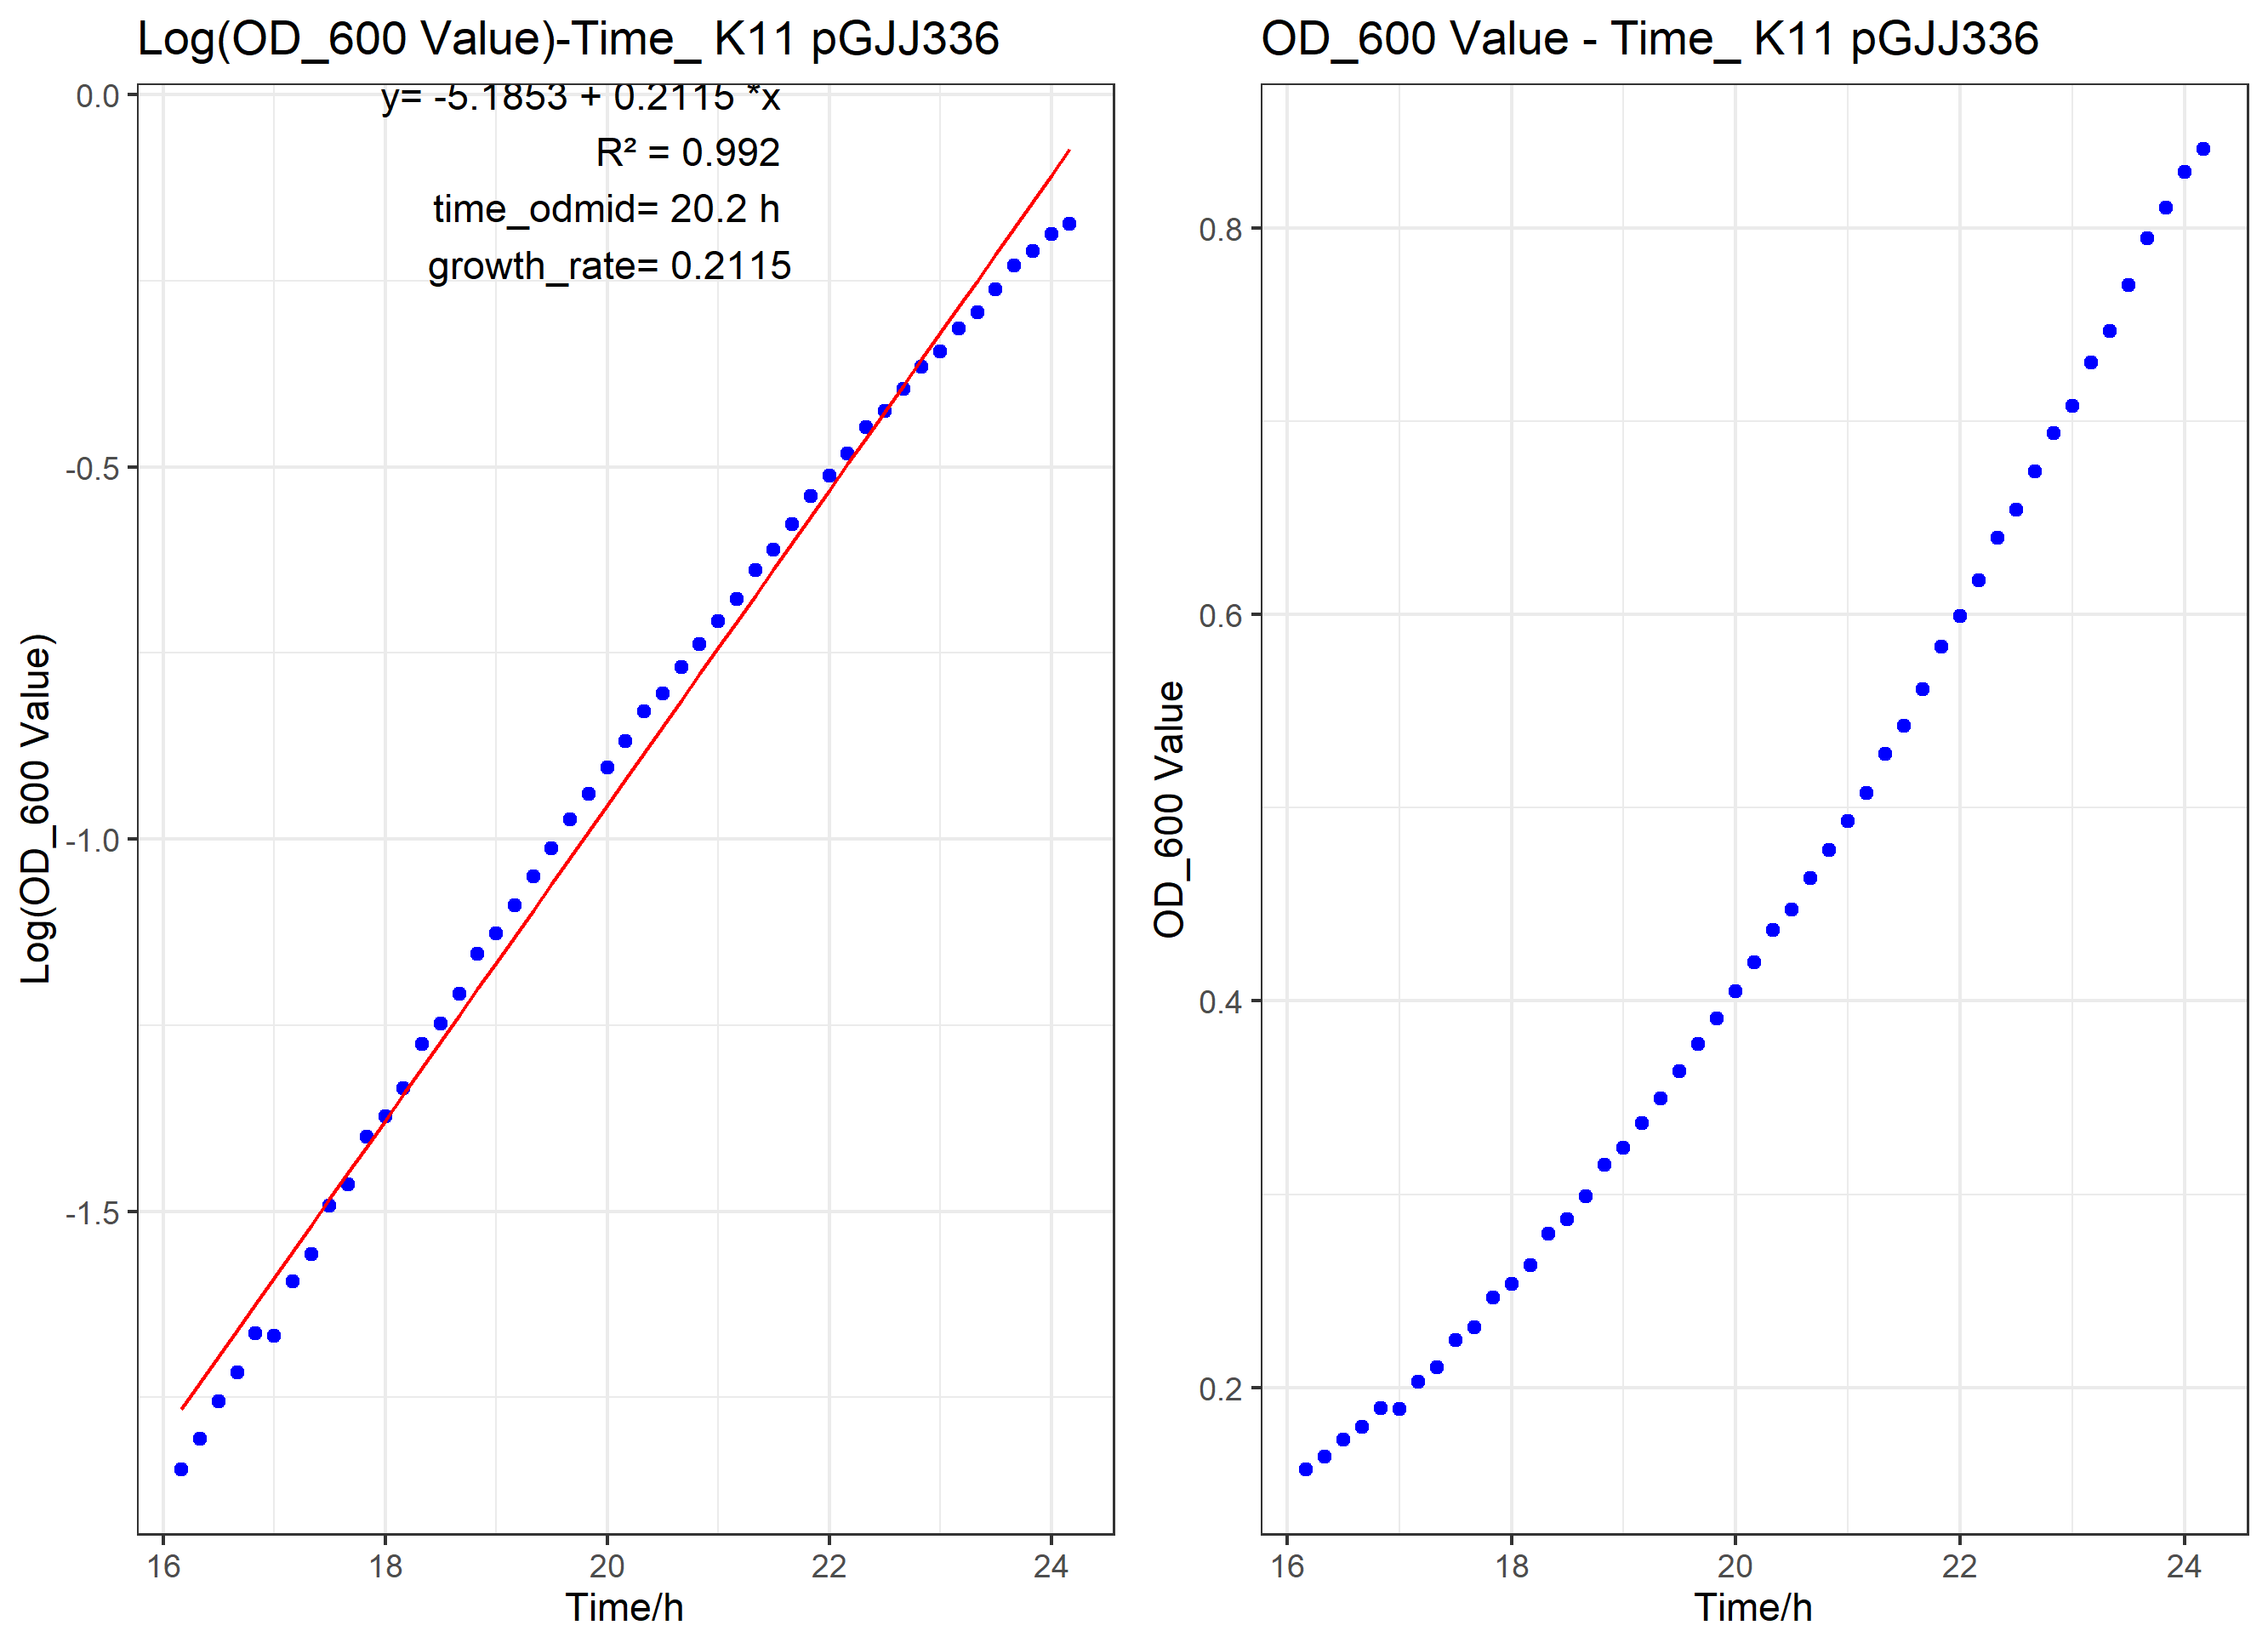 Log(OD_600 Value)-Time_ K11 pGJJ336
y= -5.1853 + 0.2115 *x
R² = 0.992
time_odmid= 20.2 h
growth_rate= 0.2115
0.0
-0.5
-1.0
-1.5
Log(OD_600 Value)
16 18 20 22 24
Time/h
OD_600 Value - Time_ K11 pGJJ336
0.8
0.6
0.4
0.2
OD_600 Value
16 18 20 22 24
Time/h